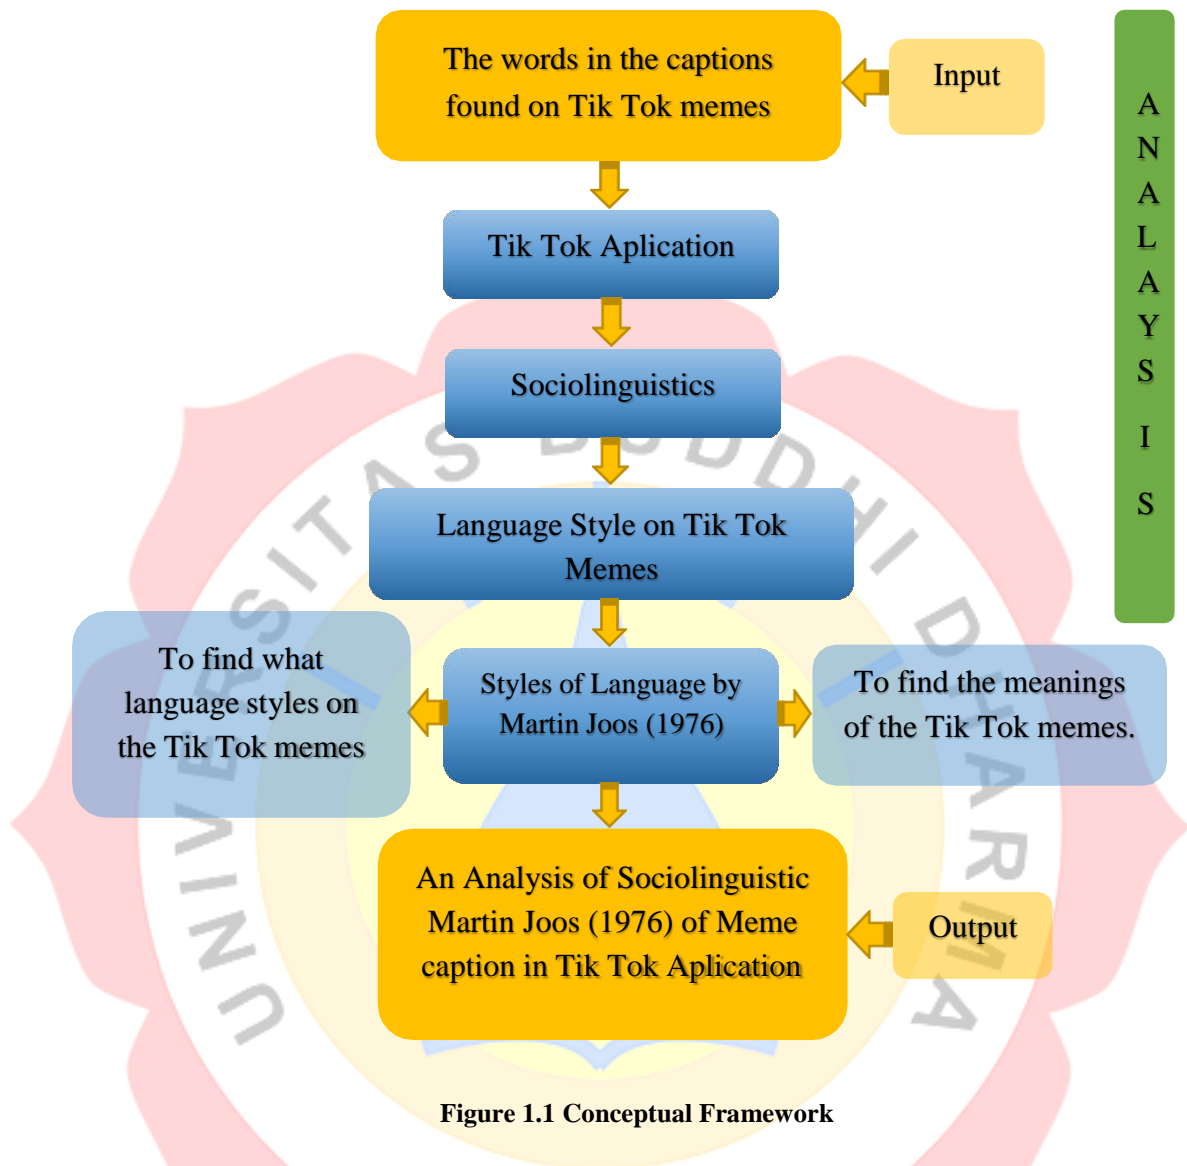 The words in the captions
found on Tik Tok memes
Input
Tik Tok Aplication
Sociolinguistics
Language Style on Tik Tok
Memes
To find what
language styles on
the Tik Tok memes
Styles of Language by
Martin Joos (1976)
To find the meanings
of the Tik Tok memes.
An Analysis of Sociolinguistic
Martin Joos (1976) of Meme
caption in Tik Tok Aplication
Output
A
N
A
L
A
Y
S
I
S
UNIVERSITAS BUDDHI DHARMA
Figure 1.1 Conceptual Framework